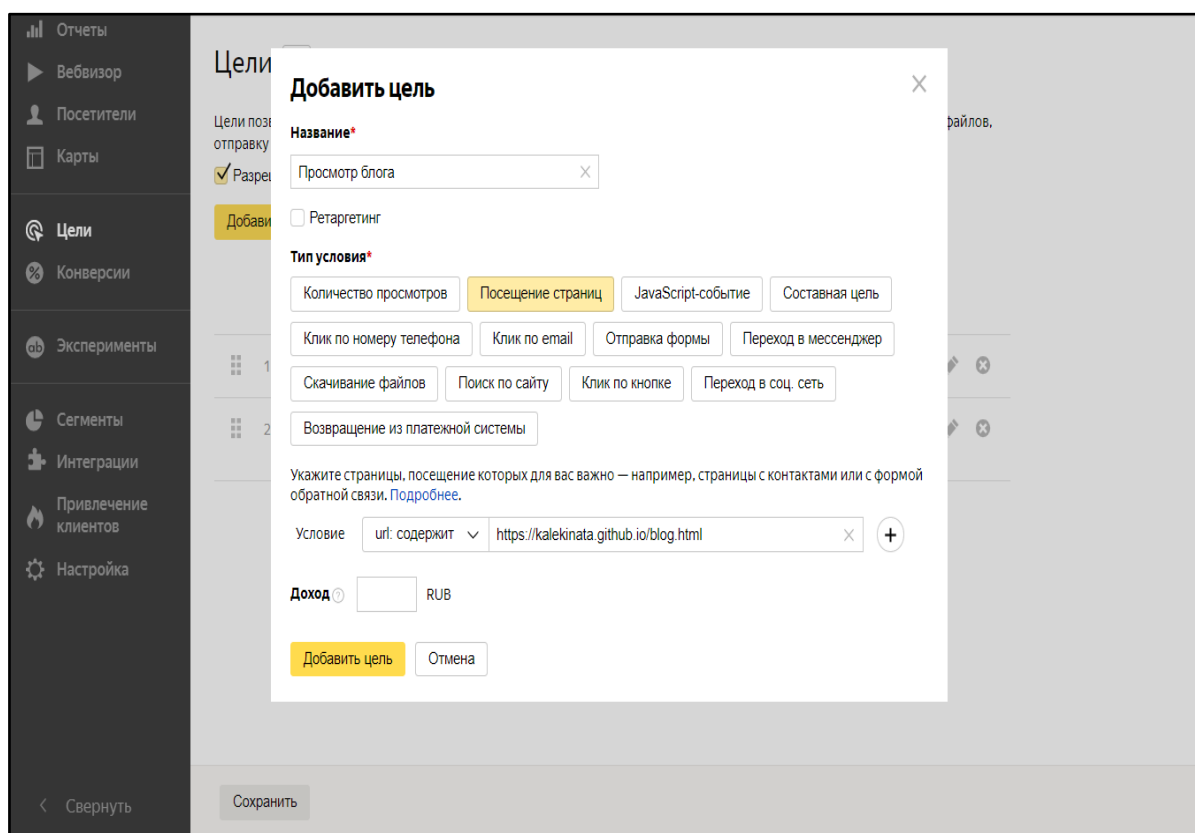 Отчеты
Вебвизор
Посетители
Карты
Цели
Конверсии
Эксперименты
Сегменты
Интеграции
Привлечение
клиентов
Настройка
Свернуть
Цели
Цели
файлов,
отправку
Добавить цель
Название*
Просмотр блога
Ретаргетинг
Тип условия*
Количество просмотров Посещение страниц JavaScript-событие Составная цель
Клик по номеру телефона Клик по email Отправка формы Переход в мессенджер
Скачивание файлов Поиск по сайту Клик по кнопке Переход в соц. сеть
Возвращение из платежной системы
Укажите страницы, посещение которых для вас важно — например, страницы с контактами или с формой
обратной связи. Подробнее.
Условие url: содержит https://kalekinata.github.io/blog.html +
Доход ? RUB
Добавить цель Отмена
1
2
Сохранить